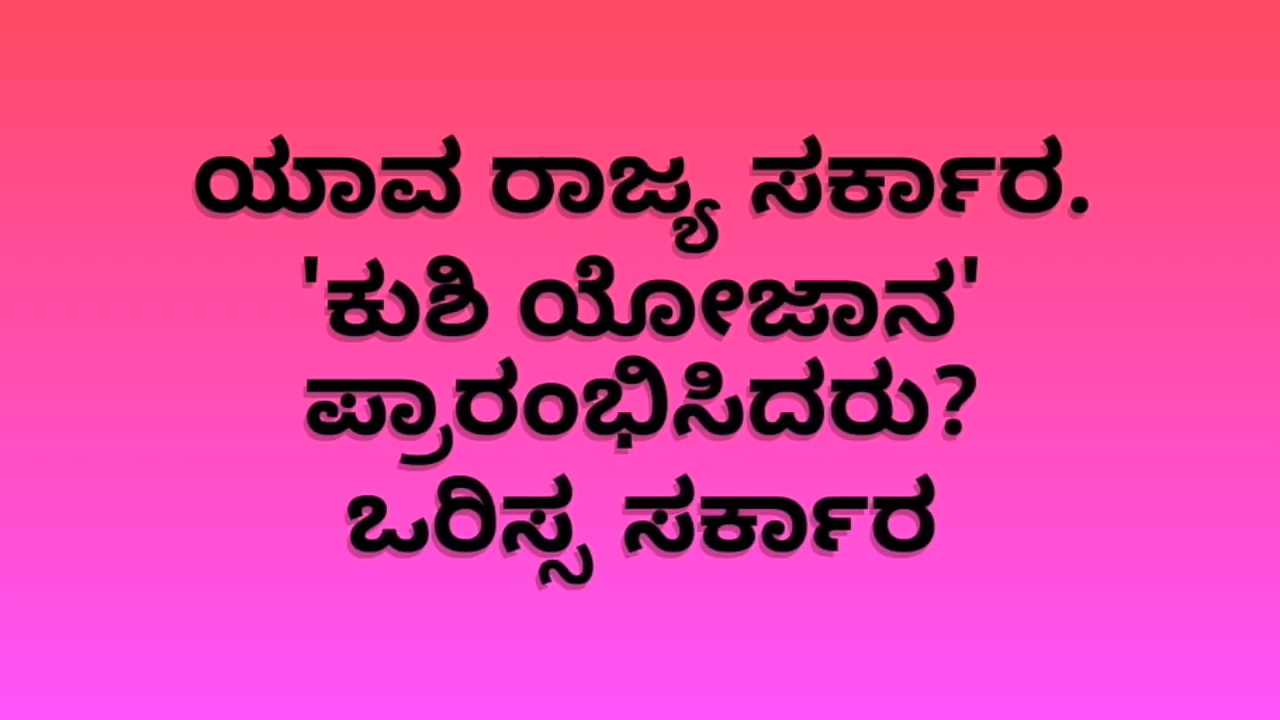 ಯಾವ ರಾಜ್ಯ ಸರ್ಕಾರ.
'ಕುಶಿ ಯೋಜಾನ'
ಪ್ರಾರಂಭಿಸಿದರು?
ಒರಿಸ್ಸ ಸರ್ಕಾರ